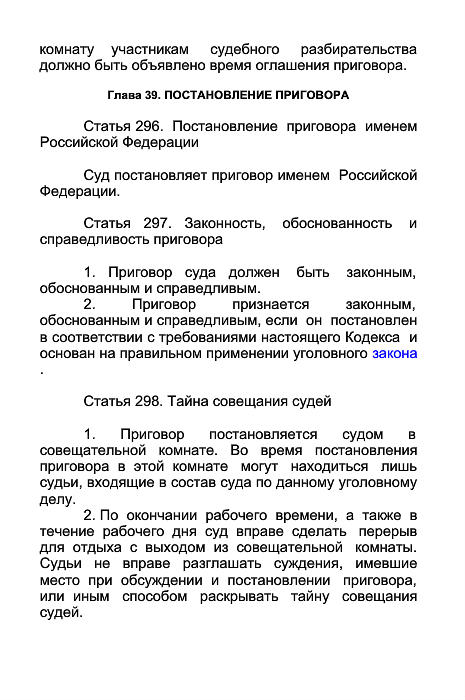 комнату участникам судебного разбирательства
должно быть объявлено время оглашения приговора.
Глава 39. ПОСТАНОВЛЕНИЕ ПРИГОВОРА
Статья 296. Постановление приговора именем
Российской Федерации
Суд постановляет приговор именем Российской
Федерации.
Статья 297. Законность, обоснованность и
справедливость приговора
1. Приговор суда должен быть законным,
обоснованным и справедливым.
2. Приговор признается законным,
обоснованным и справедливым, если он постановлен
в соответствии с требованиями настоящего Кодекса и
основан на правильном применении уголовного закона
.
Статья 298. Тайна совещания судей
1. Приговор постановляется судом в
совещательной комнате. Во время постановления
приговора в этой комнате могут находиться лишь
судьи, входящие в состав суда по данному уголовному
делу.
2. По окончании рабочего времени, а также в
течение рабочего дня суд вправе сделать перерыв
для отдыха с выходом из совещательной комнаты.
Судьи не вправе разглашать суждения, имевшие
место при обсуждении и постановлении приговора,
или иным способом раскрывать тайну совещания
судей.